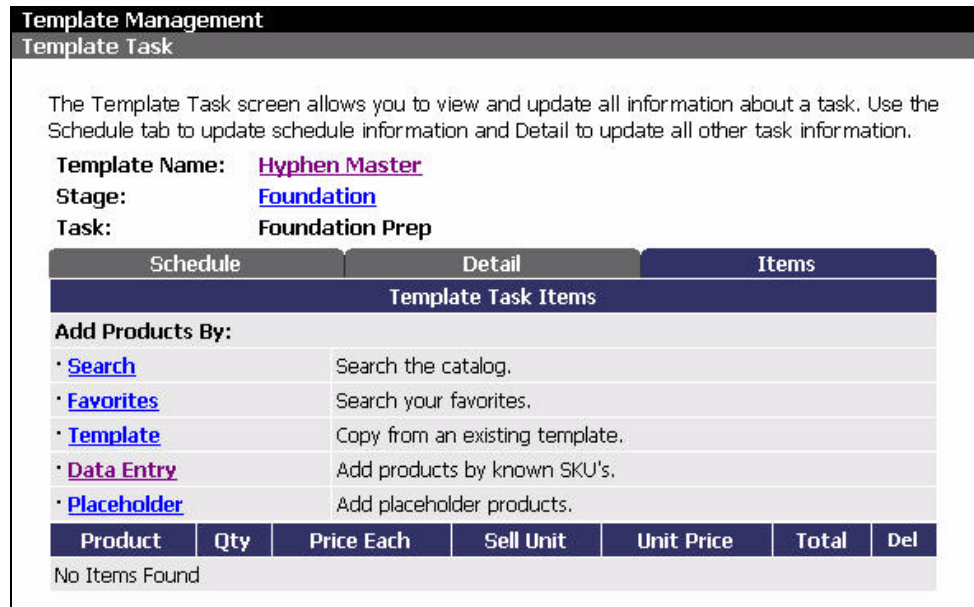 Template Management
Template Task
The Template Task screen allows you to view and update all information about a task. Use the
Schedule tab to update schedule information and Detail to update all other task information.
Template Name: Hyphen Master
Stage: Foundation
Task: Foundation Prep
Schedule Detail Items
Template Task Items
Add Products By:
· Search Search the catalog.
· Favorites Search your favorites.
· Template Copy from an existing template.
· Data Entry Add products by known SKU's.
· Placeholder Add placeholder products.
Product Qty Price Each Sell Unit Unit Price Total Del
No Items Found